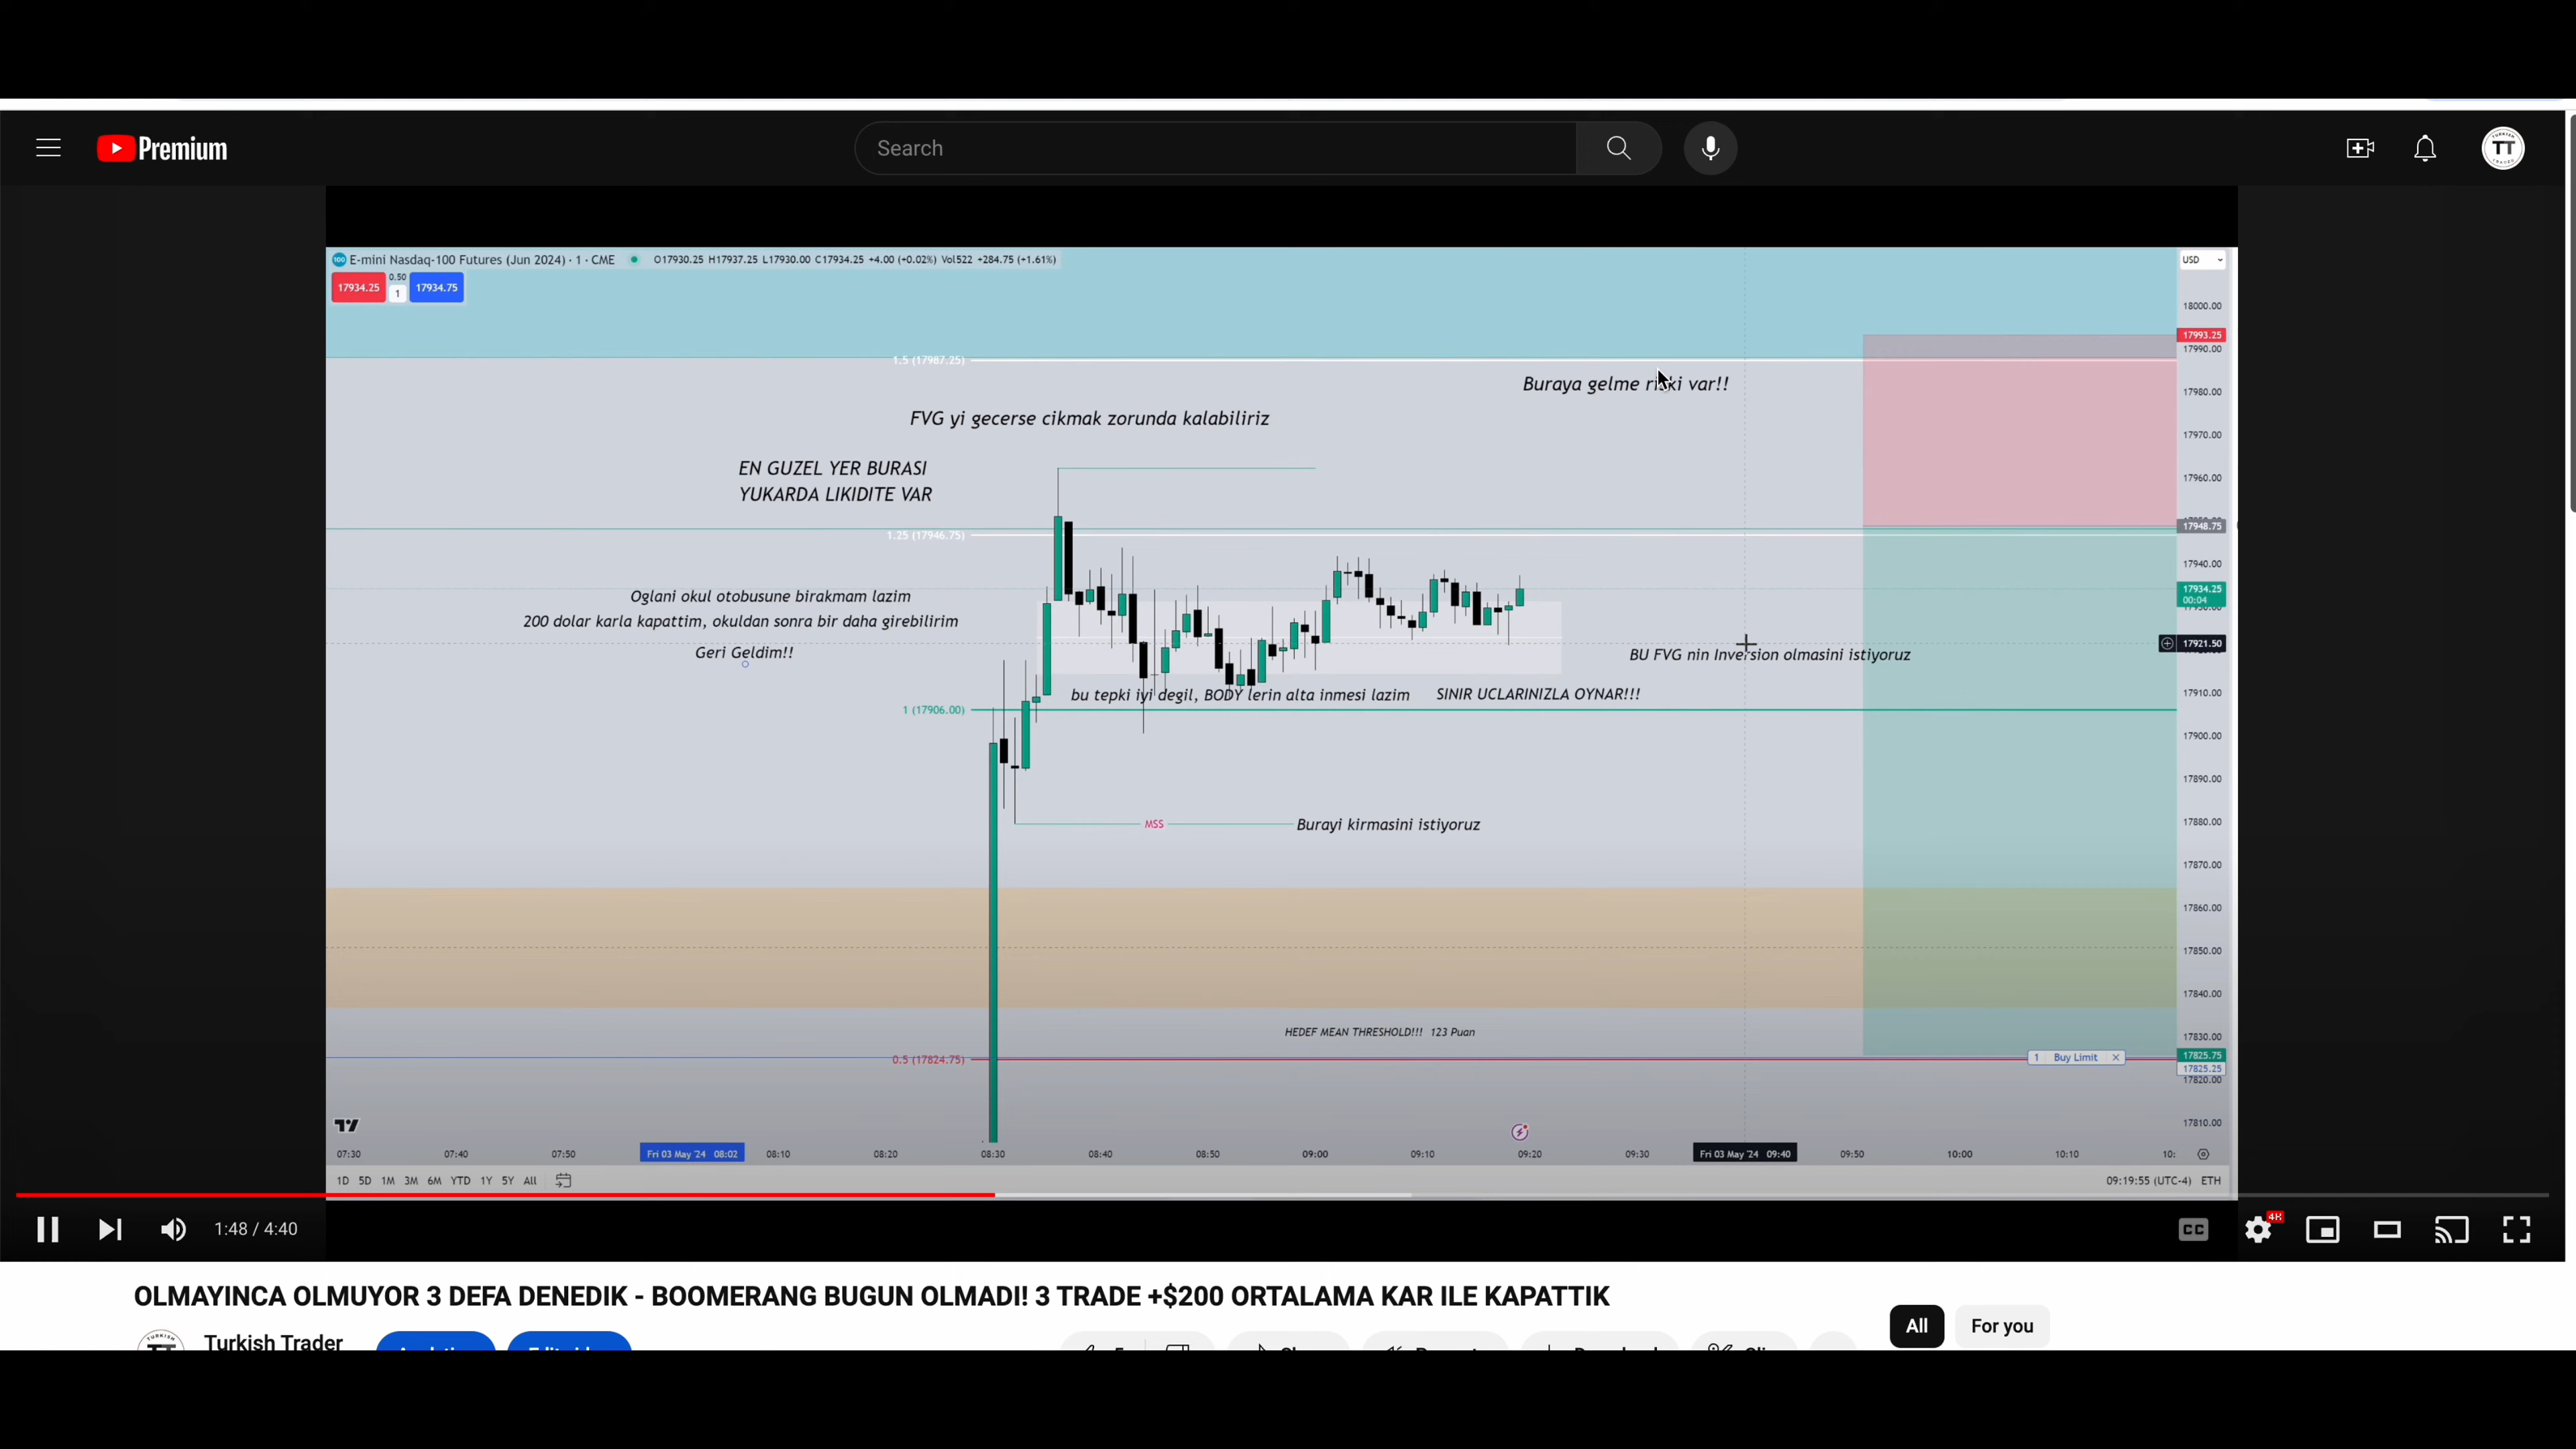 Premium
Search
TT
E-mini Nasdaq-100 Futures (Jun 2024) · 1 · CME
O17930.25 H17937.25 L17930.00 C17934.25 +4.00 (+0.02%) Vol522 +284.75 (+1.61%)
USD
17934.25
0.50
1
17934.75
18000.00
17993.25
17990.00
1.5 (17987.25)
Buraya gelme riski var!!
17980.00
FVG yi gecerse cikmak zorunda kalabiliriz
17970.00
EN GUZEL YER BURASI
YUKARDA LIKIDITE VAR
17960.00
17948.75
1.25 (17946.75)
17940.00
Oglani okul otobusune birakmam lazim
17934.25
00:04
200 dolar karla kapattim, okuldan sonra bir daha girebilirim
17921.50
Geri Geldim!!
BU FVG nin Inversion olmasini istiyoruz
bu tepki iyi degil, BODY lerin alta inmesi lazim
SINIR UCLARINIZLA OYNAR!!!
17910.00
1 (17906.00)
17900.00
17890.00
17880.00
MSS
Burayi kirmasini istiyoruz
17870.00
17860.00
17850.00
17840.00
HEDEF MEAN THRESHOLD!!! 123 Puan
17830.00
0.5 (17824.75)
1 Buy Limit
17825.75
17825.25
17820.00
17810.00
07:30 07:40 07:50 Fri 03 May '24 08:02 08:10 08:20 08:30 08:40 08:50 09:00 09:10 09:20 09:30 Fri 03 May '24 09:40 09:50 10:00 10:10 10:
1D 5D 1M 3M 6M YTD 1Y 5Y All
09:19:55 (UTC-4) ETH
1:48 / 4:40
CC
4K
OLMAYINCA OLMUYOR 3 DEFA DENEDIK - BOOMERANG BUGUN OLMADI! 3 TRADE +$200 ORTALAMA KAR ILE KAPATTIK
Turkish Trader
All
For you